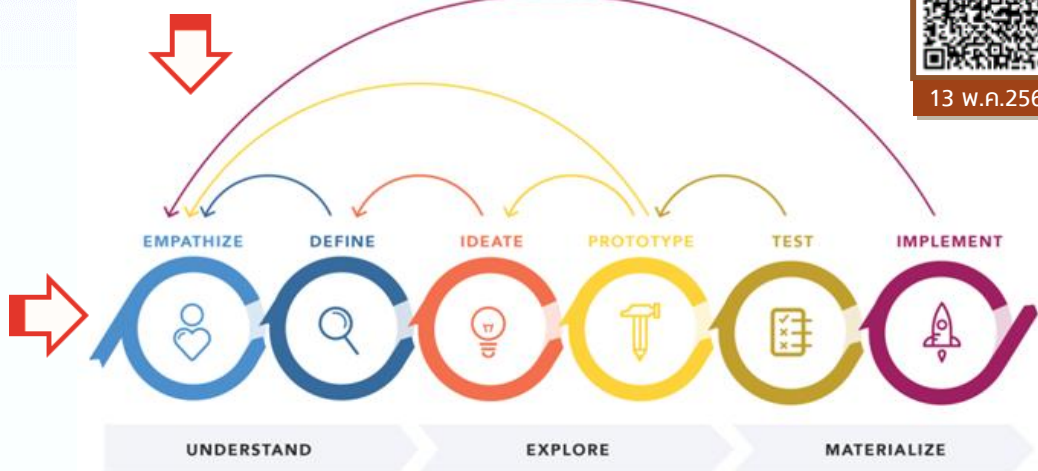 13 พ.ค.256
EMPATHIZE DEFINE IDEATE PROTOTYPE TEST IMPLEMENT
UNDERSTAND EXPLORE MATERIALIZE